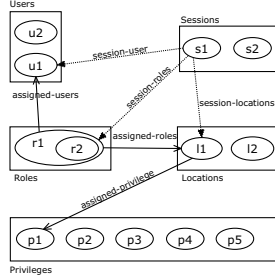 Users
Sessions
u2
u1
s1
s2
session-user
session-roles
session-locations
assigned-users
assigned-roles
r1
r2
l1
l2
Roles
Locations
assigned-privilege
p1
p2
p3
p4
p5
Privileges